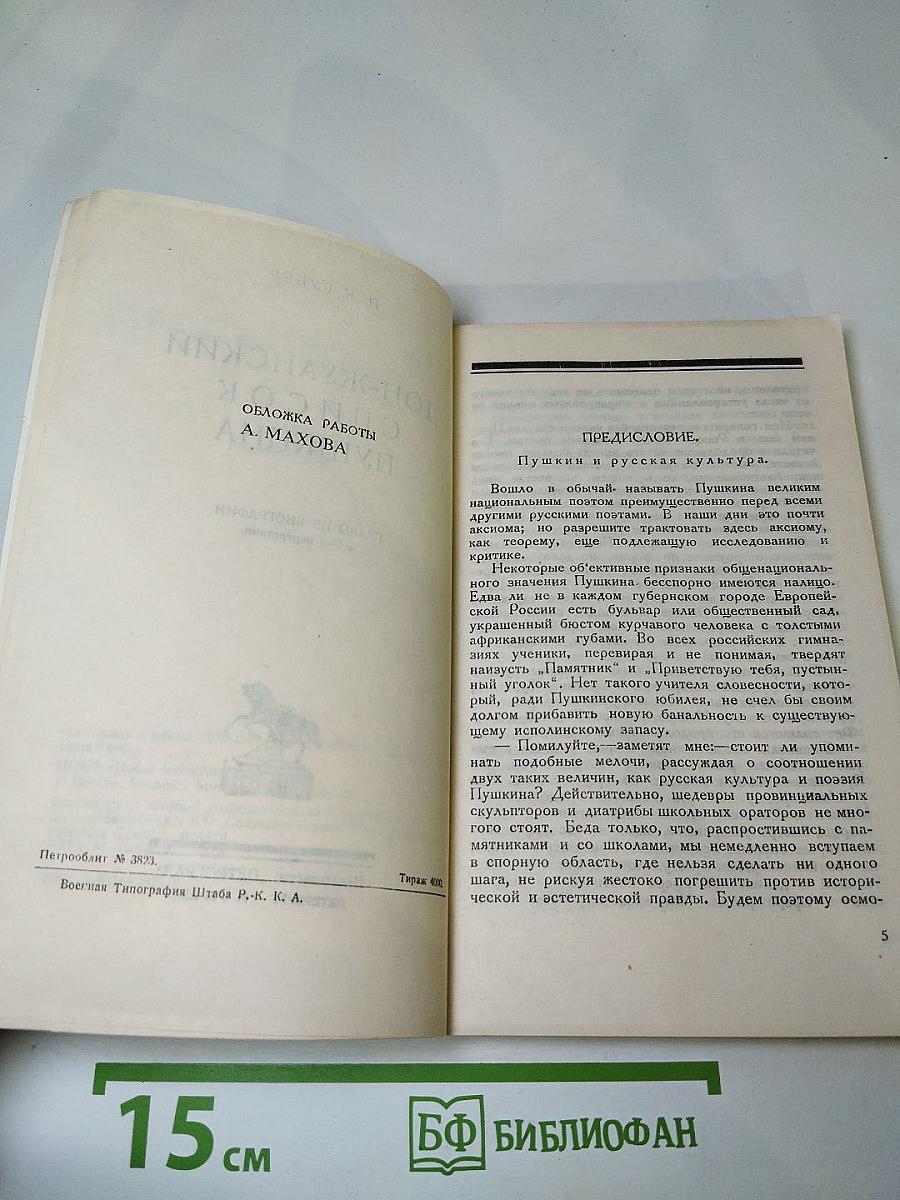 ОБЛОЖКА РАБОТЫ
А. МАХОВА
Петрооблит № 3823.
Тираж 4000.
Военная Типография Штаба Р.-К. К. А.
ПРЕДИСЛОВИЕ.
Пушкин и русская культура.
Вошло в обычай называть Пушкина великим
национальным поэтом преимущественно перед всеми
другими русскими поэтами. В наши дни это почти
аксиома; но разрешите трактовать здесь аксиому,
как теорему, еще подлежащую исследованию и
критике.
Некоторые об'ективные признаки общенациональ-
ного значения Пушкина бесспорно имеются налицо.
Едва ли не в каждом губернском городе Европей-
ской России есть бульвар или общественный сад,
украшенный бюстом курчавого человека с толстыми
африканскими губами. Во всех российских гимна-
зиях ученики, перевирая и не понимая, твердят
наизусть „Памятник“ и „Приветствую тебя, пустын-
ный уголок“. Нет такого учителя словесности, кото-
рый, ради Пушкинского юбилея, не счел бы своим
долгом прибавить новую банальность к существую-
щему исполинскому запасу.
— Помилуйте,—заметят мне:—стоит ли упоми-
нать подобные мелочи, рассуждая о соотношении
двух таких величин, как русская культура и поэзия
Пушкина? Действительно, шедевры провинциальных
скульпторов и диатрибы школьных ораторов не мно-
гого стоят. Беда только, что, распростившись с па-
мятниками и со школами, мы немедленно вступаем
в спорную область, где нельзя сделать ни одного
шага, не рискуя жестоко погрешить против истори-
ческой и эстетической правды. Будем поэтому осмо-
5
15 см
БФ БИБЛИОФАН